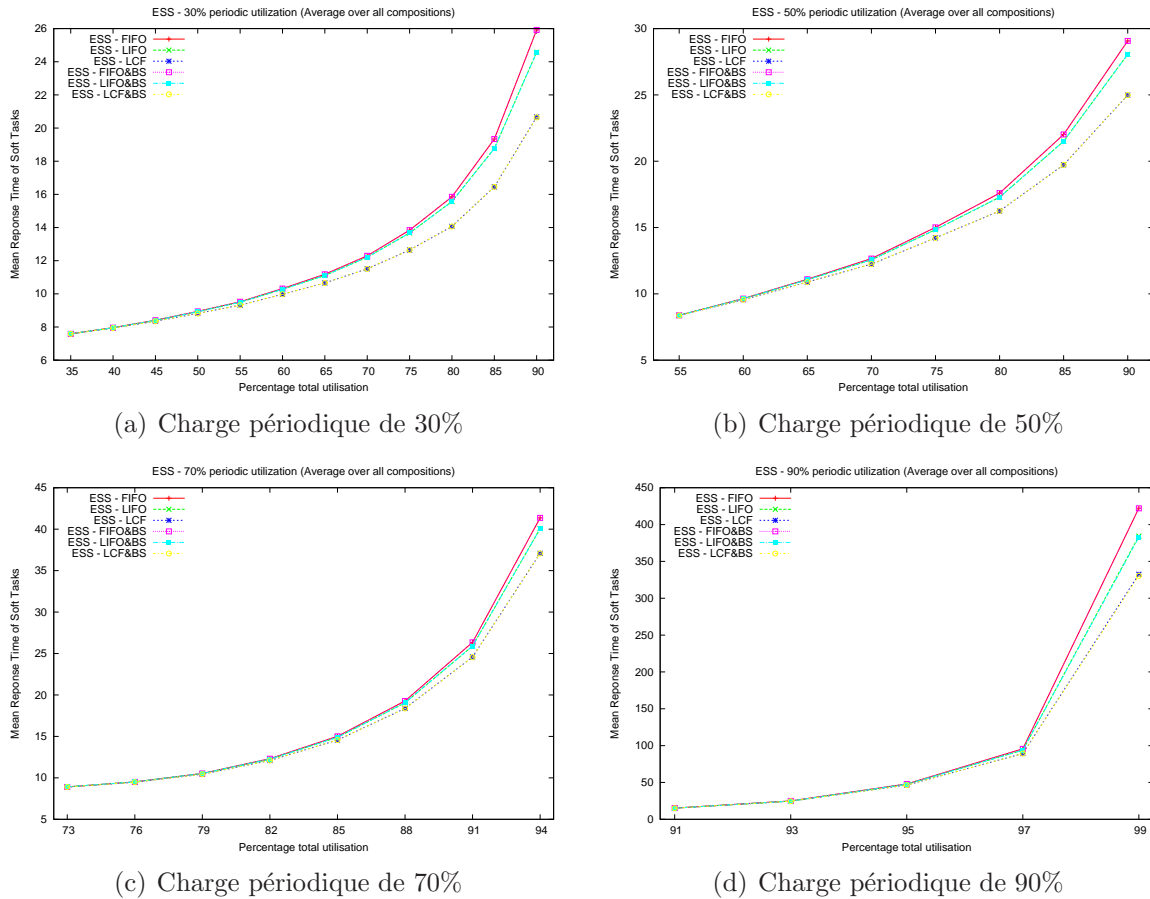 ESS - 30% periodic utilization (Average over all compositions)
26
24
22
20
18
16
14
12
10
8
6
Mean Reponse Time of Soft Tasks
ESS - FIFO
ESS - LIFO
ESS - LCF
ESS - FIFO&BS
ESS - LIFO&BS
ESS - LCF&BS
35 40 45 50 55 60 65 70 75 80 85 90
Percentage total utilisation
(a) Charge périodique de 30%
ESS - 50% periodic utilization (Average over all compositions)
30
25
20
15
10
5
Mean Reponse Time of Soft Tasks
ESS - FIFO
ESS - LIFO
ESS - LCF
ESS - FIFO&BS
ESS - LIFO&BS
ESS - LCF&BS
55 60 65 70 75 80 85 90
Percentage total utilisation
(b) Charge périodique de 50%
ESS - 70% periodic utilization (Average over all compositions)
45
40
35
30
25
20
15
10
5
Mean Reponse Time of Soft Tasks
ESS - FIFO
ESS - LIFO
ESS - LCF
ESS - FIFO&BS
ESS - LIFO&BS
ESS - LCF&BS
73 76 79 82 85 88 91 94
Percentage total utilisation
(c) Charge périodique de 70%
ESS - 90% periodic utilization (Average over all compositions)
450
400
350
300
250
200
150
100
50
0
Mean Reponse Time of Soft Tasks
ESS - FIFO
ESS - LIFO
ESS - LCF
ESS - FIFO&BS
ESS - LIFO&BS
ESS - LCF&BS
91 93 95 97 99
Percentage total utilisation
(d) Charge périodique de 90%